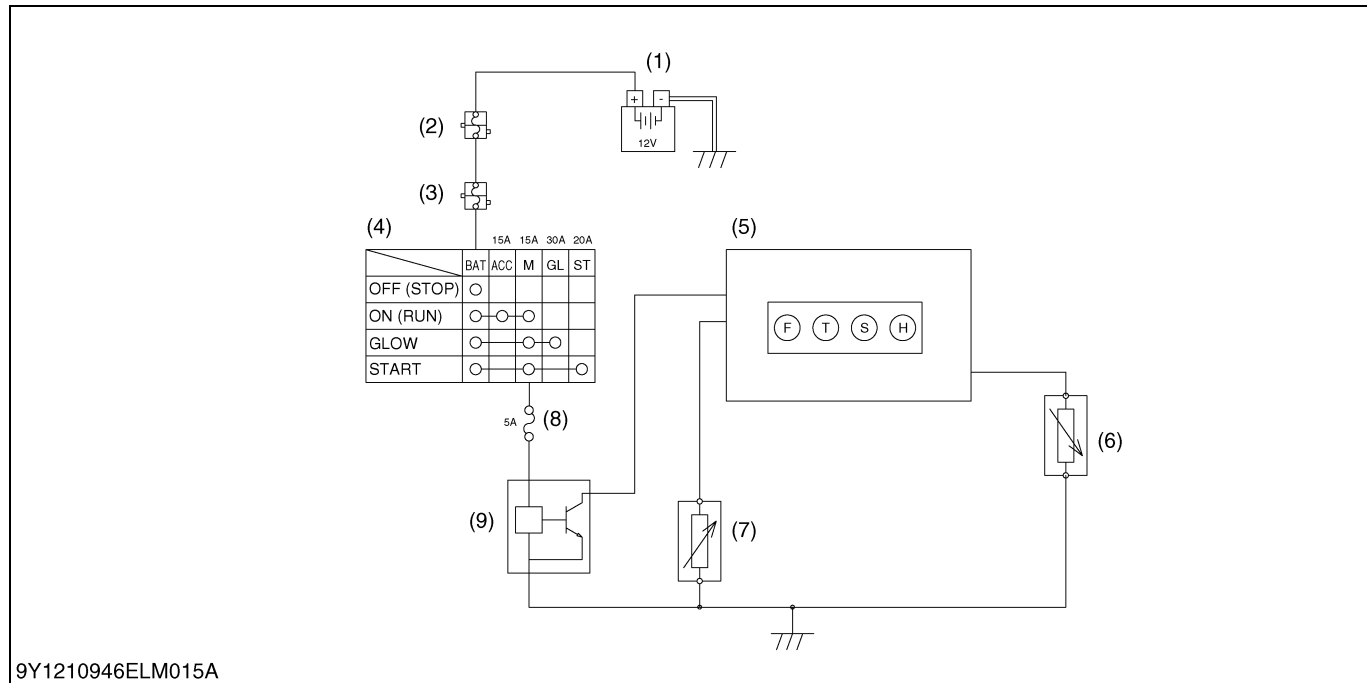 (1)
+ -
12V
(2)
(3)
(4)
15A 15A 30A 20A
BAT ACC M GL ST
OFF (STOP)
ON (RUN)
GLOW
START
(5)
F T S H
(6)
5A (8)
(9)
(7)
9Y1210946ELM015A